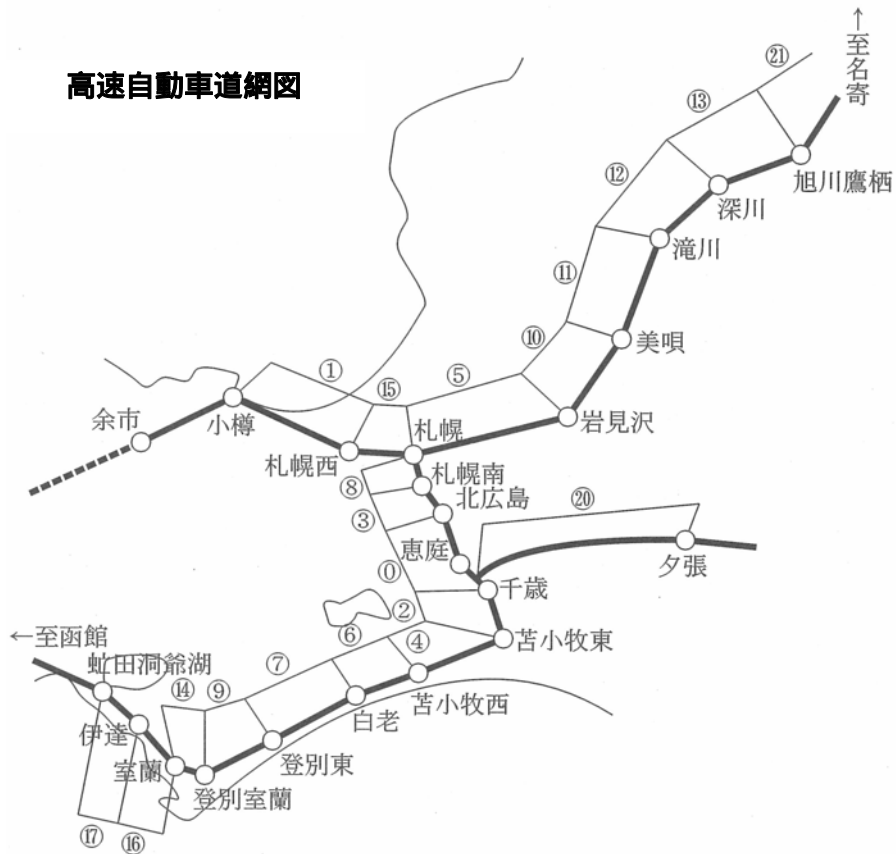 高速自動車道網図
↑至名寄
㉑
⑬
旭川鷹栖
深川
⑫
滝川
⑪
美唄
⑩
岩見沢
①
⑮
⑤
余市
小樽
札幌西
札幌
札幌南
⑧
北広島
③
⑳
恵庭
夕張
⓪
千歳
②
⑥
④
苫小牧東
←至函館
虻田洞爺湖
⑭
⑨
⑦
苫小牧西
白老
伊達
登別東
室蘭
登別室蘭
⑰
⑯